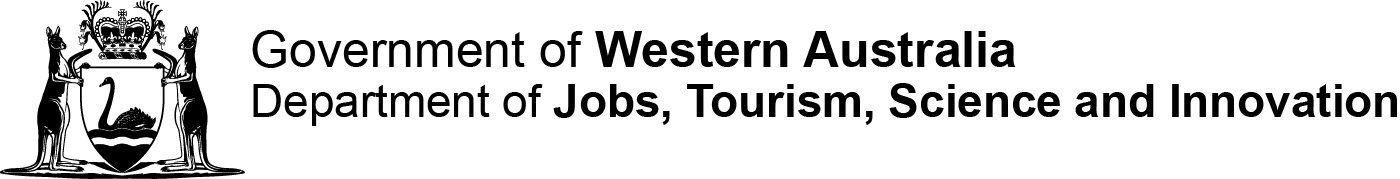 Government of Western Australia
Department of Jobs, Tourism, Science and Innovation